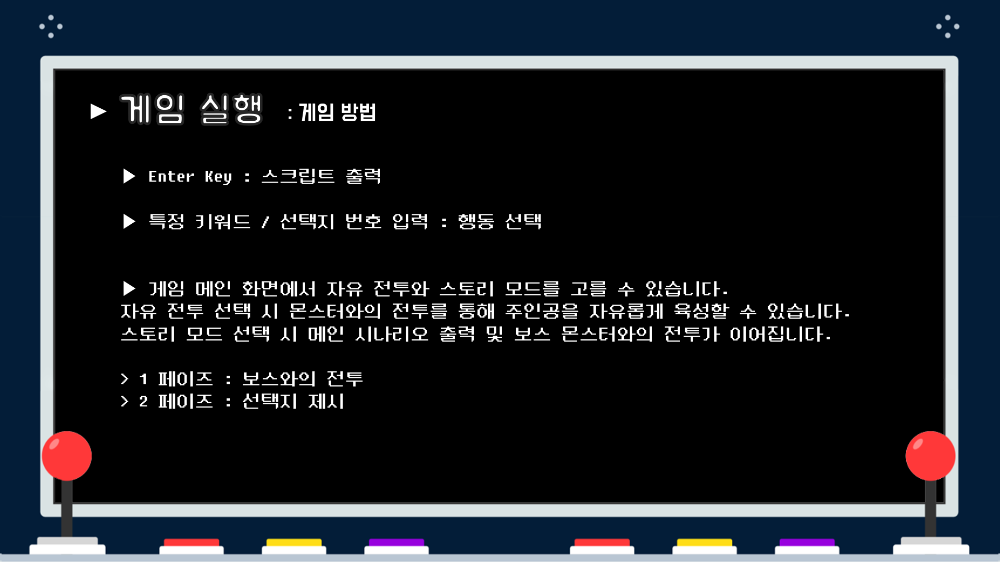 ▶ 게임 실행 : 게임 방법
▶ Enter Key : 스크립트 출력
▶ 특정 키워드 / 선택지 번호 입력 : 행동 선택
▶ 게임 메인 화면에서 자유 전투와 스토리 모드를 고를 수 있습니다.
자유 전투 선택 시 몬스터와의 전투를 통해 주인공을 자유롭게 육성할 수 있습니다.
스토리 모드 선택 시 메인 시나리오 출력 및 보스 몬스터와의 전투가 이어집니다.
> 1 페이즈 : 보스와의 전투
> 2 페이즈 : 선택지 제시